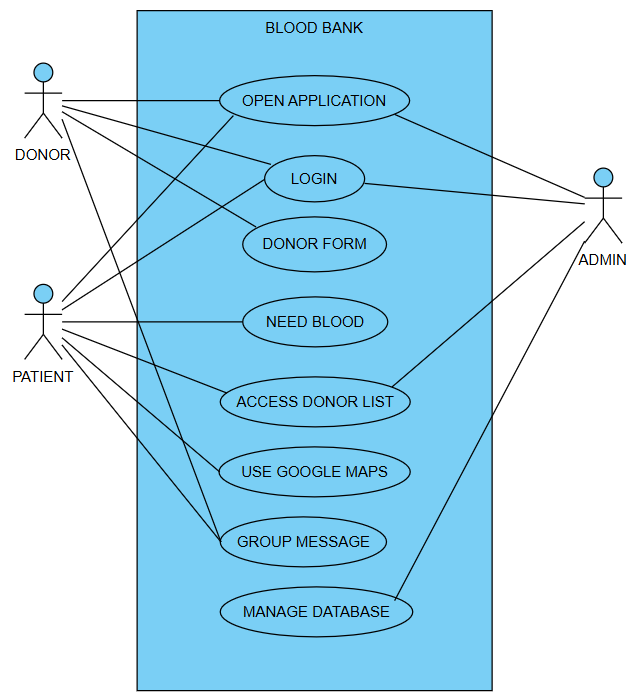 BLOOD BANK
OPEN APPLICATION
DONOR
LOGIN
DONOR FORM
ADMIN
NEED BLOOD
PATIENT
ACCESS DONOR LIST
USE GOOGLE MAPS
GROUP MESSAGE
MANAGE DATABASE